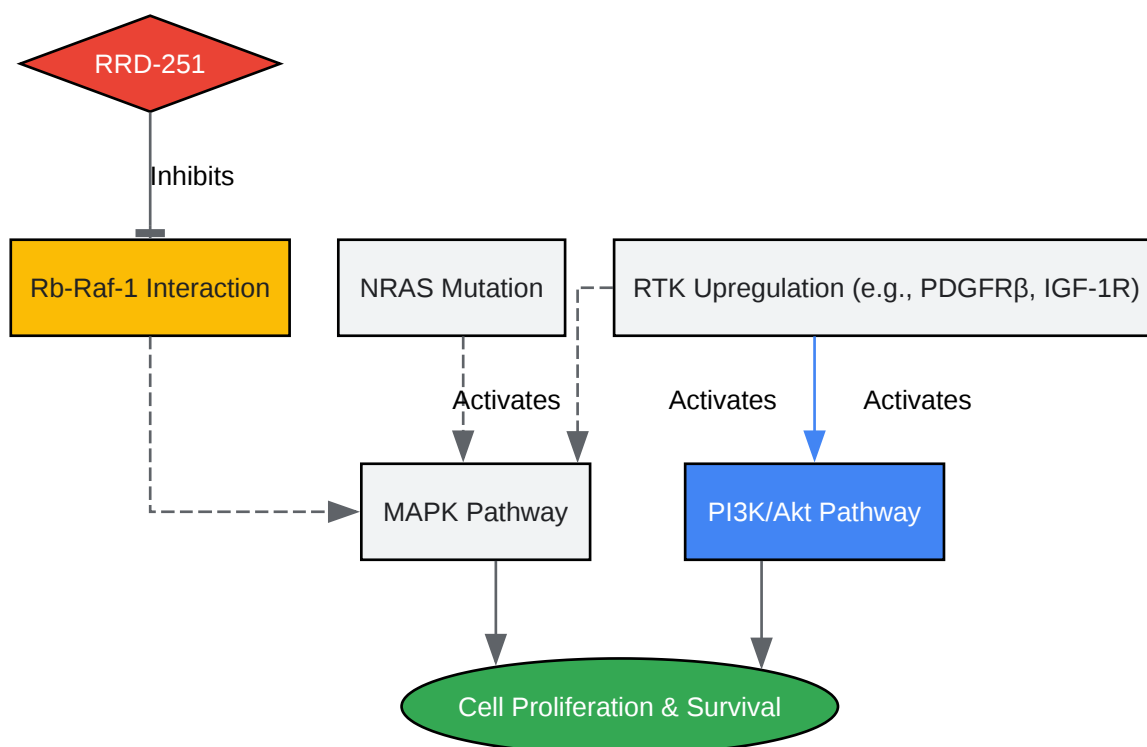 RRD-251
Inhibits
Rb-Raf-1 Interaction
NRAS Mutation
RTK Upregulation (e.g., PDGFRβ, IGF-1R)
Activates
Activates
Activates
MAPK Pathway
PI3K/Akt Pathway
Cell Proliferation & Survival